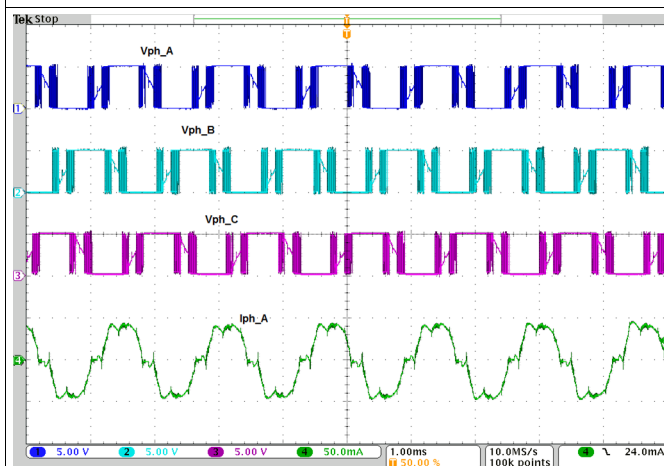 Tek Stop
T
T
Vph_A
1
Vph_B
2
Vph_C
3
Iph_A
4
1 5.00 V 2 5.00 V 3 5.00 V 4 50.0mA 1.00ms 10.0MS/s 4 24.0mA
T 50.00 % 100k points